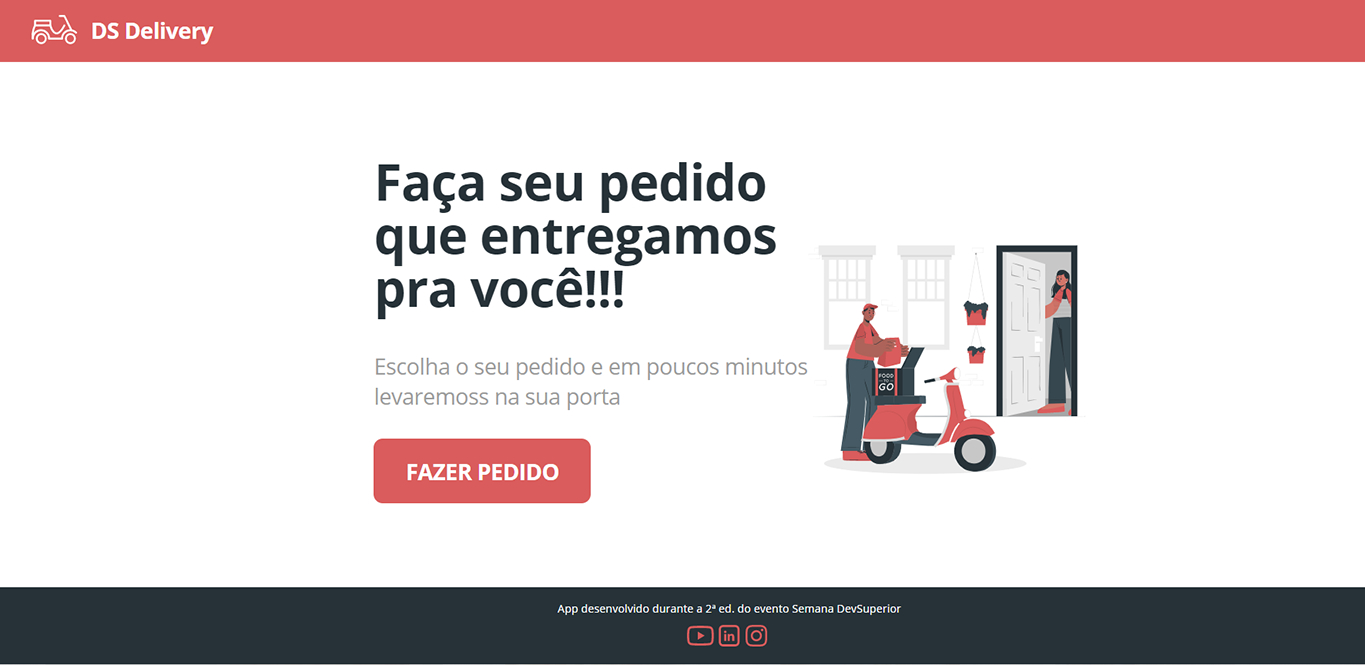 DS Delivery
Faça seu pedido
que entregamos
pra você!!!
Escolha o seu pedido e em poucos minutos
levaremoss na sua porta
FOOD
TO
GO
FAZER PEDIDO
App desenvolvido durante a 2ª ed. do evento Semana DevSuperior
in